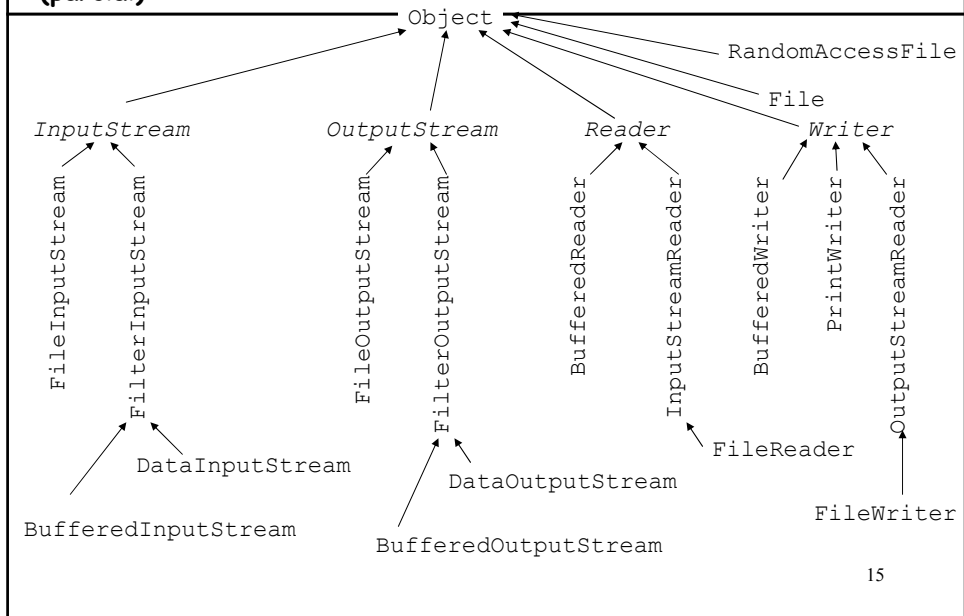 (partial)
Object
RandomAccessFile
File
InputStream
OutputStream
Reader
Writer
FileInputStream
FilterInputStream
FileOutputStream
FilterOutputStream
BufferedReader
InputStreamReader
BufferedWriter
PrintWriter
OutputStreamReader
DataInputStream
BufferedInputStream
DataOutputStream
BufferedOutputStream
FileReader
FileWriter
15